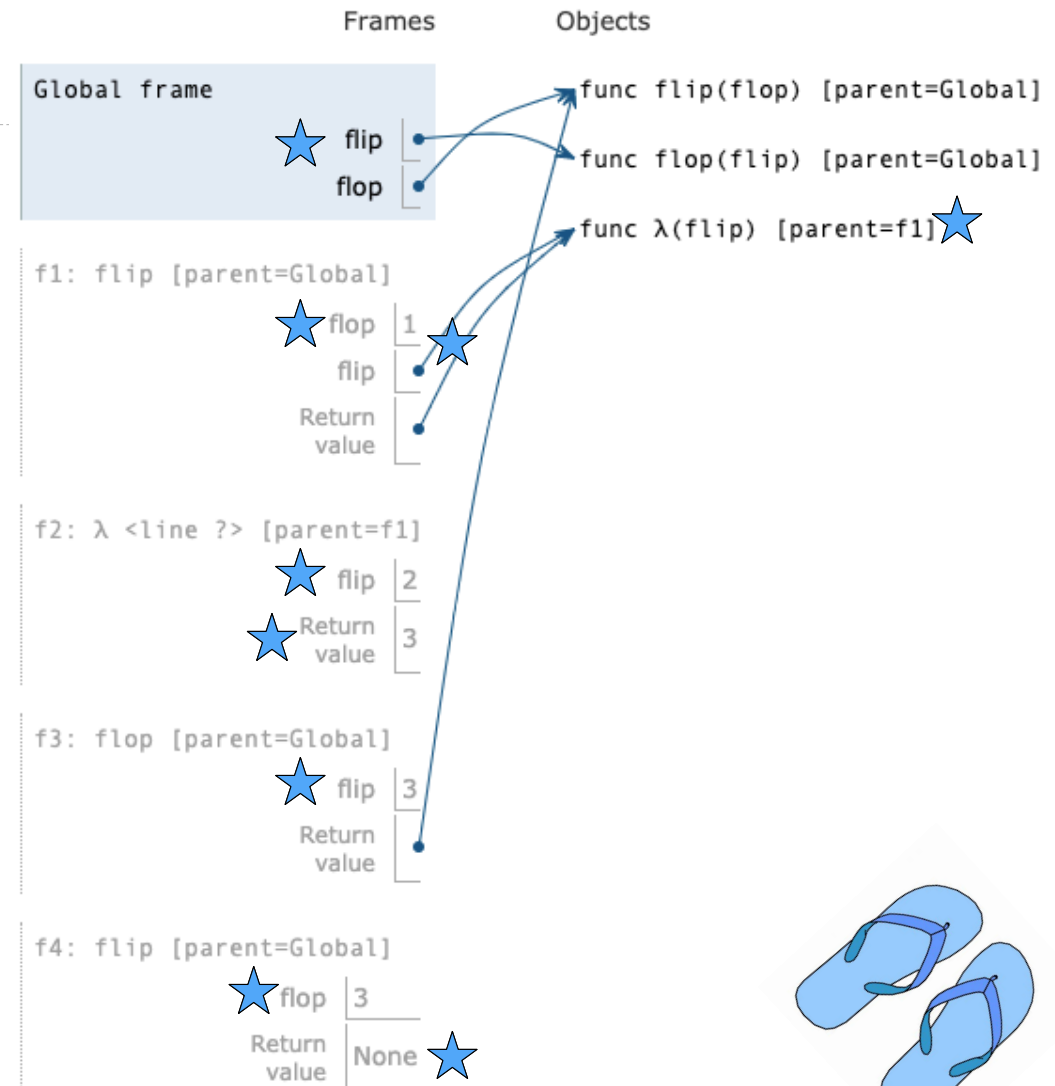 Frames Objects
Global frame
func flip(flop) [parent=Global]
flip
func flop(flip) [parent=Global]
flop
func λ(flip) [parent=f1]
f1: flip [parent=Global]
flop 1
flip
Return
value
f2: λ <line ?> [parent=f1]
flip 2
Return
value 3
f3: flop [parent=Global]
flip 3
Return
value
f4: flip [parent=Global]
flop 3
Return
value None